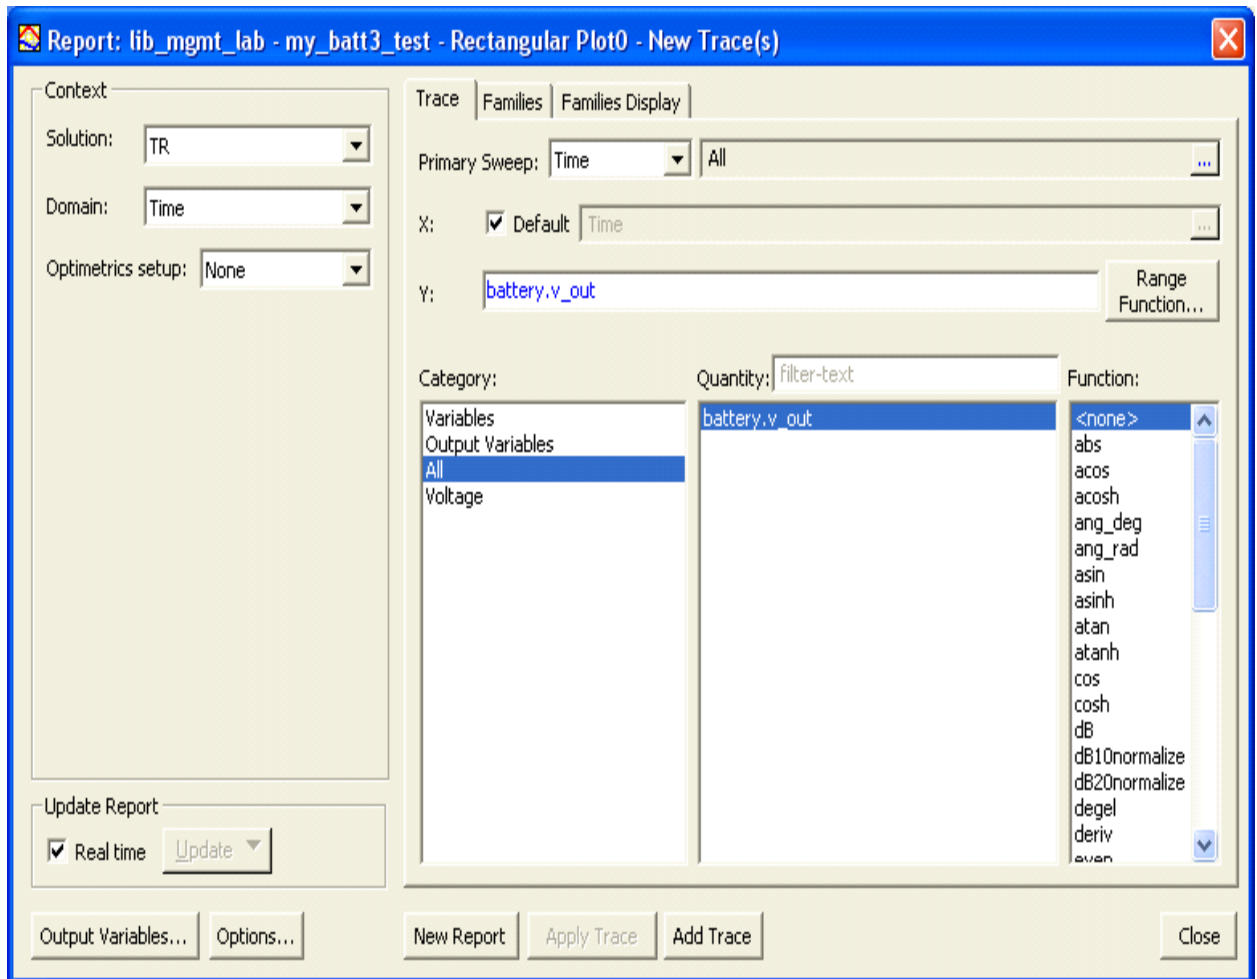 Report: lib_mgmt_lab - my_batt3_test - Rectangular Plot0 - New Trace(s)
Context
Solution: TR
Domain: Time
Optimetrics setup: None
Update Report
Real time Update
Output Variables... Options...
Trace Families Families Display
Primary Sweep: Time All ...
X: Default Time ...
Y: battery.v_out
Range
Function...
Category:
Variables
Output Variables
All
Voltage
Quantity: filter-text
battery.v_out
Function:
<none>
abs
acos
acosh
ang_deg
ang_rad
asin
asinh
atan
atanh
cos
cosh
dB
dB10normalize
dB20normalize
degel
deriv
even
New Report Apply Trace Add Trace Close